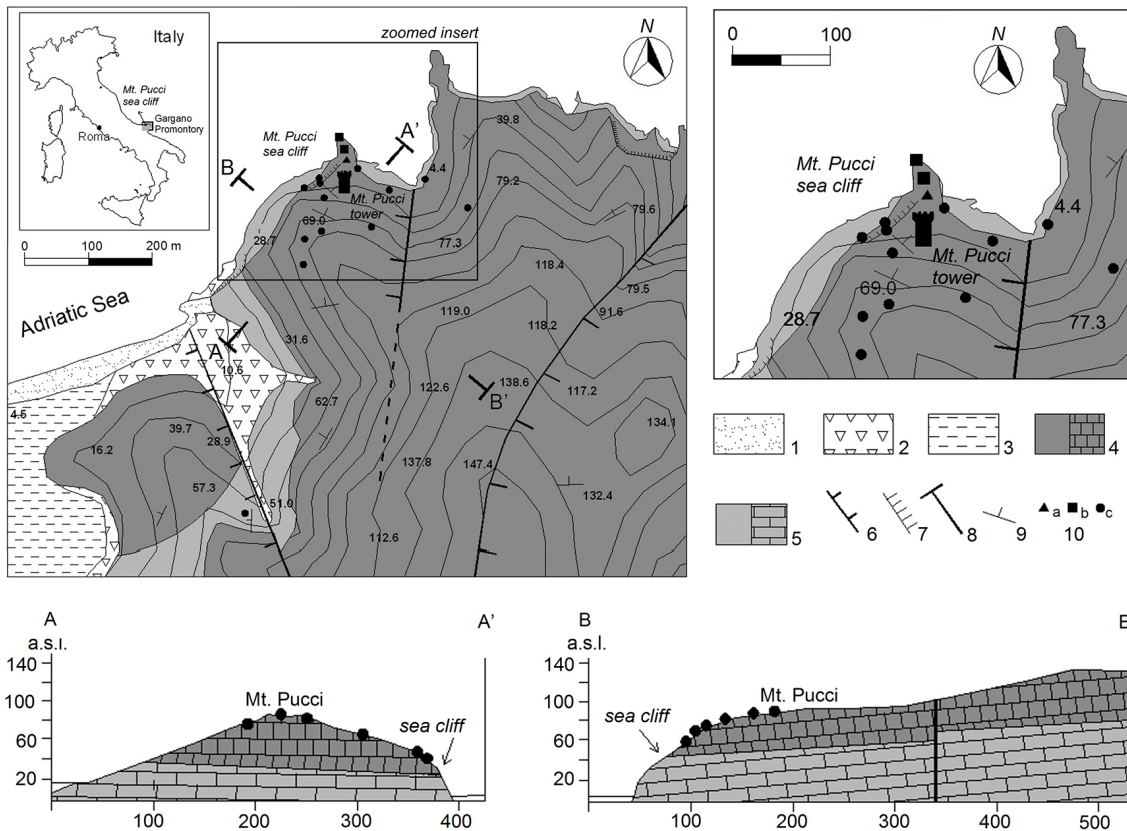 Italy
Mt. Pucci
sea cliff
Gargano
Promontory
Roma
0 100 200 m
zoomed insert
N
Mt. Pucci
sea cliff
A'
B
4.4
39.8
79.2
79.6
Mt. Pucci
tower
69.0
28.7
77.3
118.4
79.5
Adriatic Sea
119.0
118.2
91.6
31.6
A
10.6
122.6
138.6
B'
117.2
62.7
134.1
39.7
28.9
16.2
137.8
147.4
57.3
51.0
132.4
112.6
0 100
N
Mt. Pucci
sea cliff
4.4
Mt. Pucci
tower
69.0
28.7
77.3
1 2 3 4
5 6 7 8 9 10
a b c
A A'
a.s.l.
140
100
60
20
Mt. Pucci
sea cliff
0 100 200 300 400
B
a.s.l.
140
100
60
20
Mt. Pucci
sea cliff
0 100 200 300 400 500